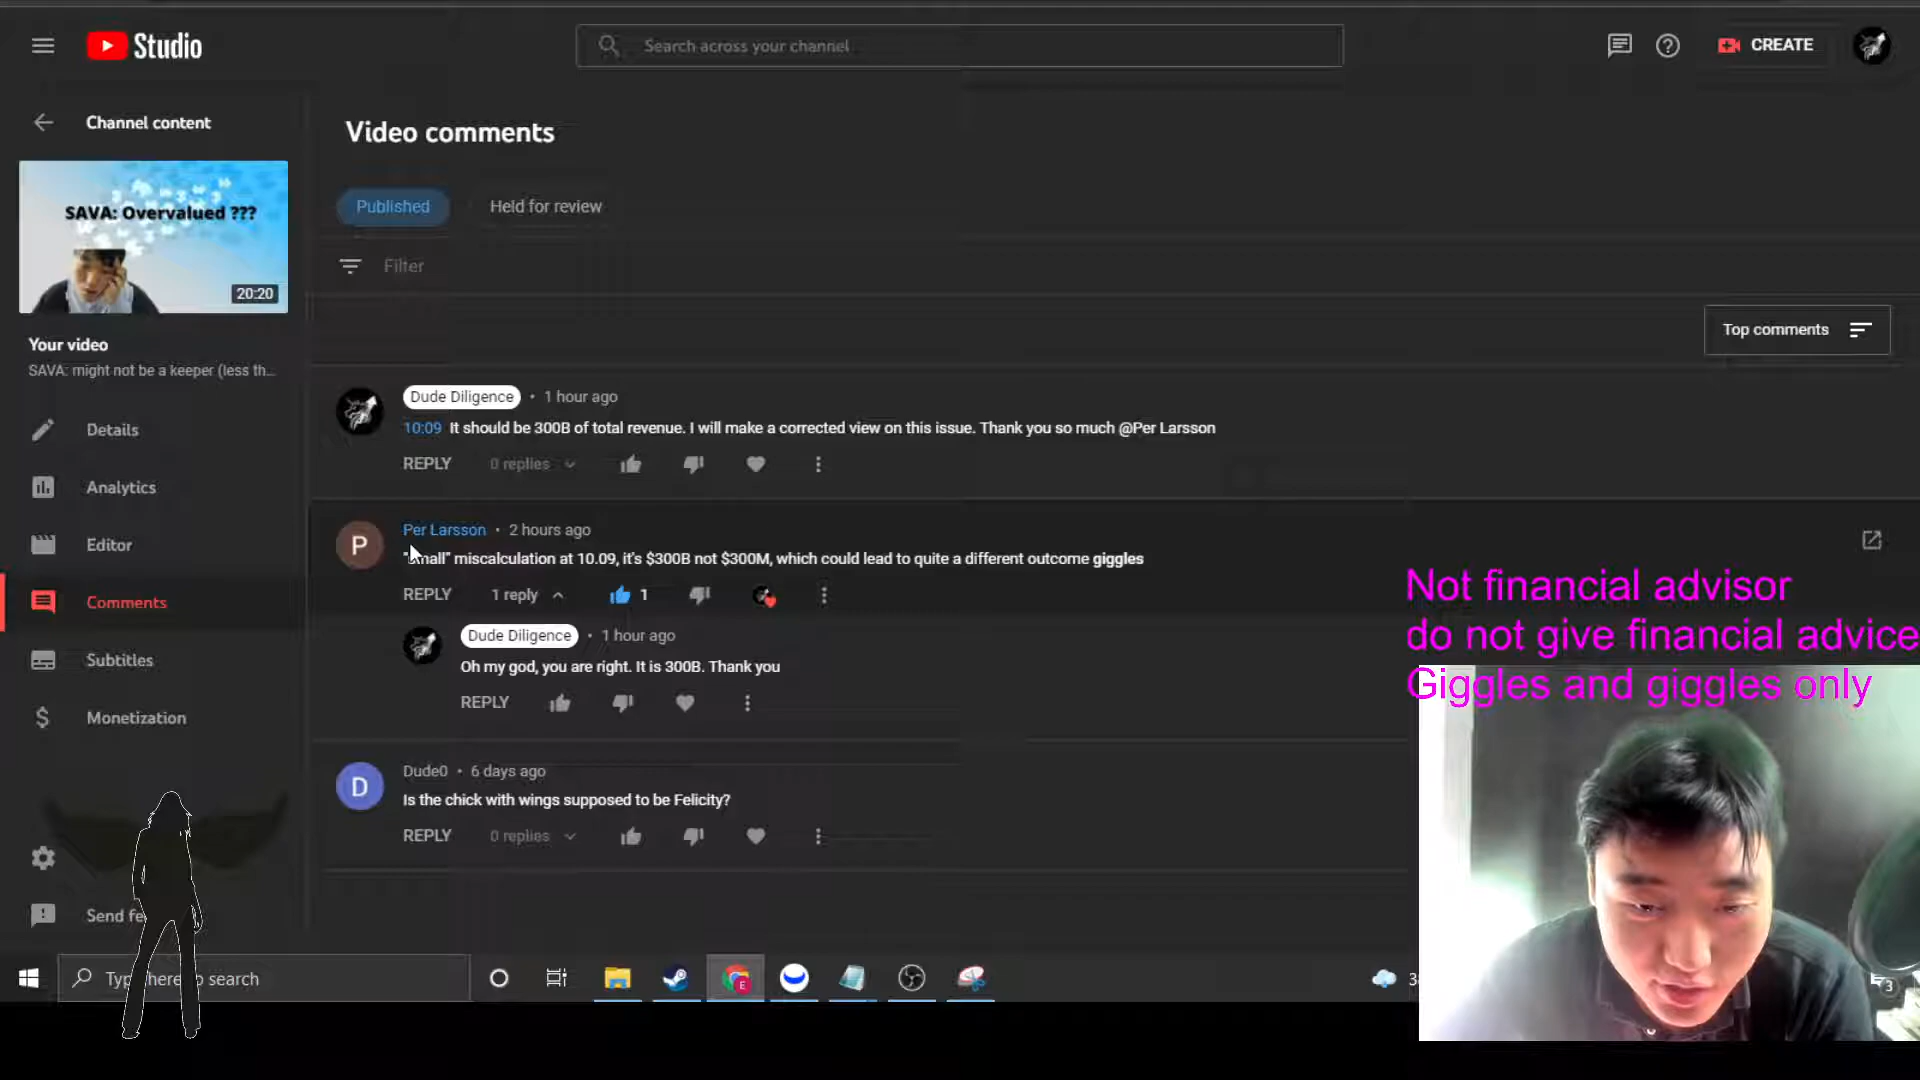 Studio
Search across your channel
CREATE
Channel content
SAVA: Overvalued ???
20:20
Your video
SAVA: might not be a keeper (less th...
Details
Analytics
Editor
Comments
Subtitles
Monetization
Send fe
Video comments
Published
Held for review
Filter
Top comments
Dude Diligence • 1 hour ago
10:09 It should be 300B of total revenue. I will make a corrected view on this issue. Thank you so much @Per Larsson
REPLY 0 replies
P
Per Larsson • 2 hours ago
"small" miscalculation at 10.09, it's $300B not $300M, which could lead to quite a different outcome giggles
REPLY 1 reply 1
Dude Diligence • 1 hour ago
Oh my god, you are right. It is 300B. Thank you
REPLY
D
Dude0 • 6 days ago
Is the chick with wings supposed to be Felicity?
REPLY 0 replies
Not financial advisor
do not give financial advice
Giggles and giggles only
Type here to search
E
3